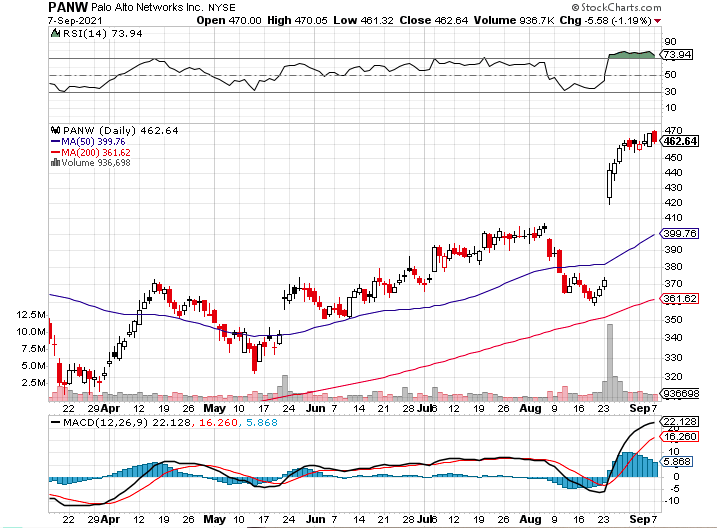 PANW Palo Alto Networks Inc. NYSE © StockCharts.com
7-Sep-2021 Open 470.00 High 470.05 Low 461.32 Close 462.64 Volume 936.7K Chg -5.58 (-1.19%)
RSI(14) 73.94
90
73.94
50
30
10
PANW (Daily) 462.64
MA(50) 399.76
MA(200) 361.62
Volume 936,698
470
462.64
450
440
430
420
410
399.76
390
380
370
361.62
350
340
330
320
936698
12.5M
10.0M
7.5M
5.0M
2.5M
22 29 Apr 12 19 26 May 10 17 24 Jun 7 14 21 28 Jul 6 12 19 26 Aug 9 16 23 Sep 7
MACD(12,26,9) 22.128, 16.260, 5.868
22.128
16.260
10
5.868
0
-5
-10
22 29 Apr 12 19 26 May 10 17 24 Jun 7 14 21 28 Jul 6 12 19 26 Aug 9 16 23 Sep 7